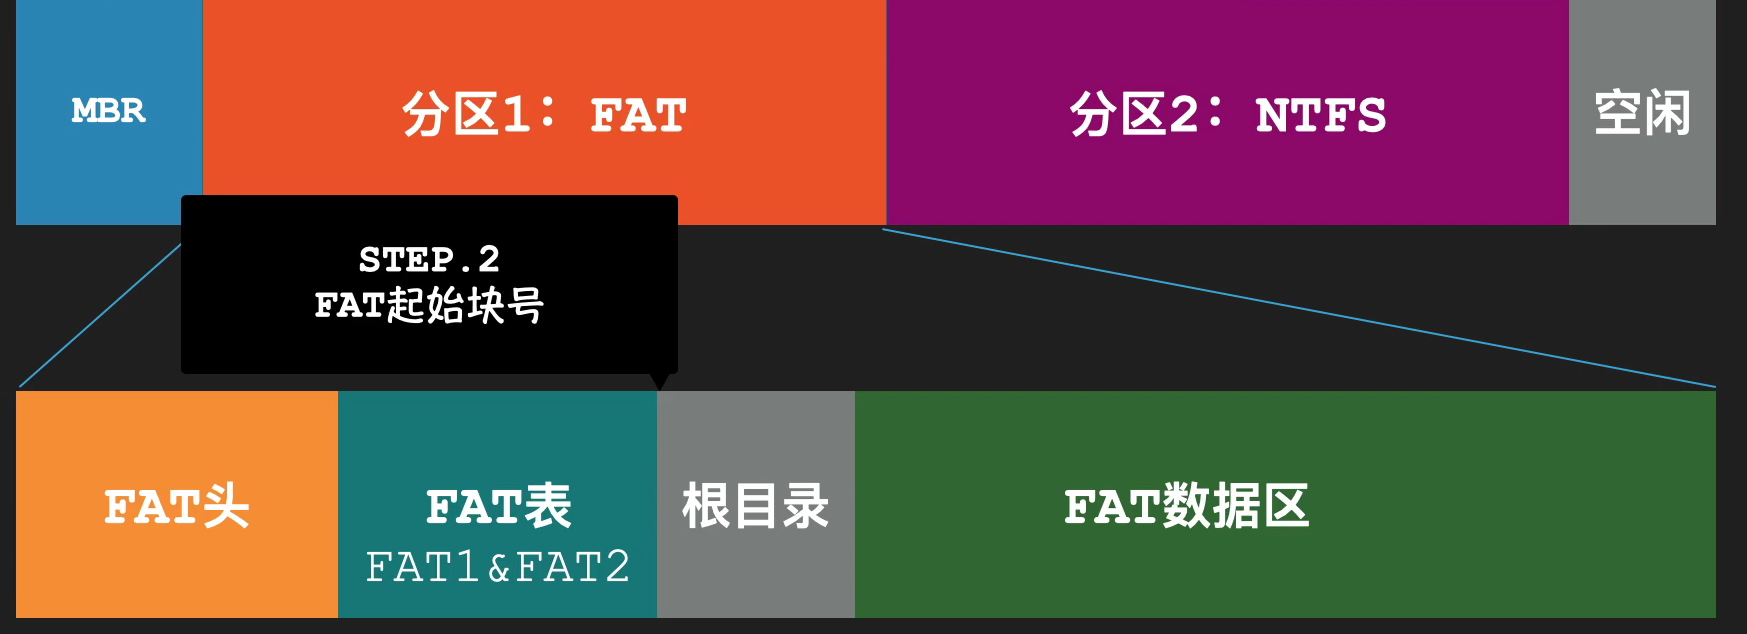 MBR
分区1：FAT
分区2：NTFS
空闲
STEP.2
FAT起始块号
FAT头
FAT表
FAT1&FAT2
根目录
FAT数据区